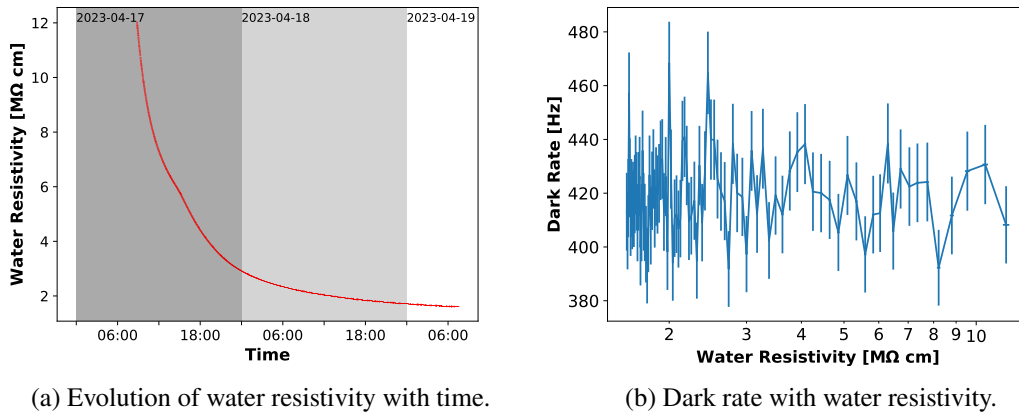 2023-04-17 2023-04-18 2023-04-19
Water Resistivity [MΩ cm]
12
10
8
6
4
2
06:00 18:00 06:00 18:00 06:00
Time
(a) Evolution of water resistivity with time.
Dark Rate [Hz]
480
460
440
420
400
380
2 3 4 5 6 7 8 9 10
Water Resistivity [MΩ cm]
(b) Dark rate with water resistivity.